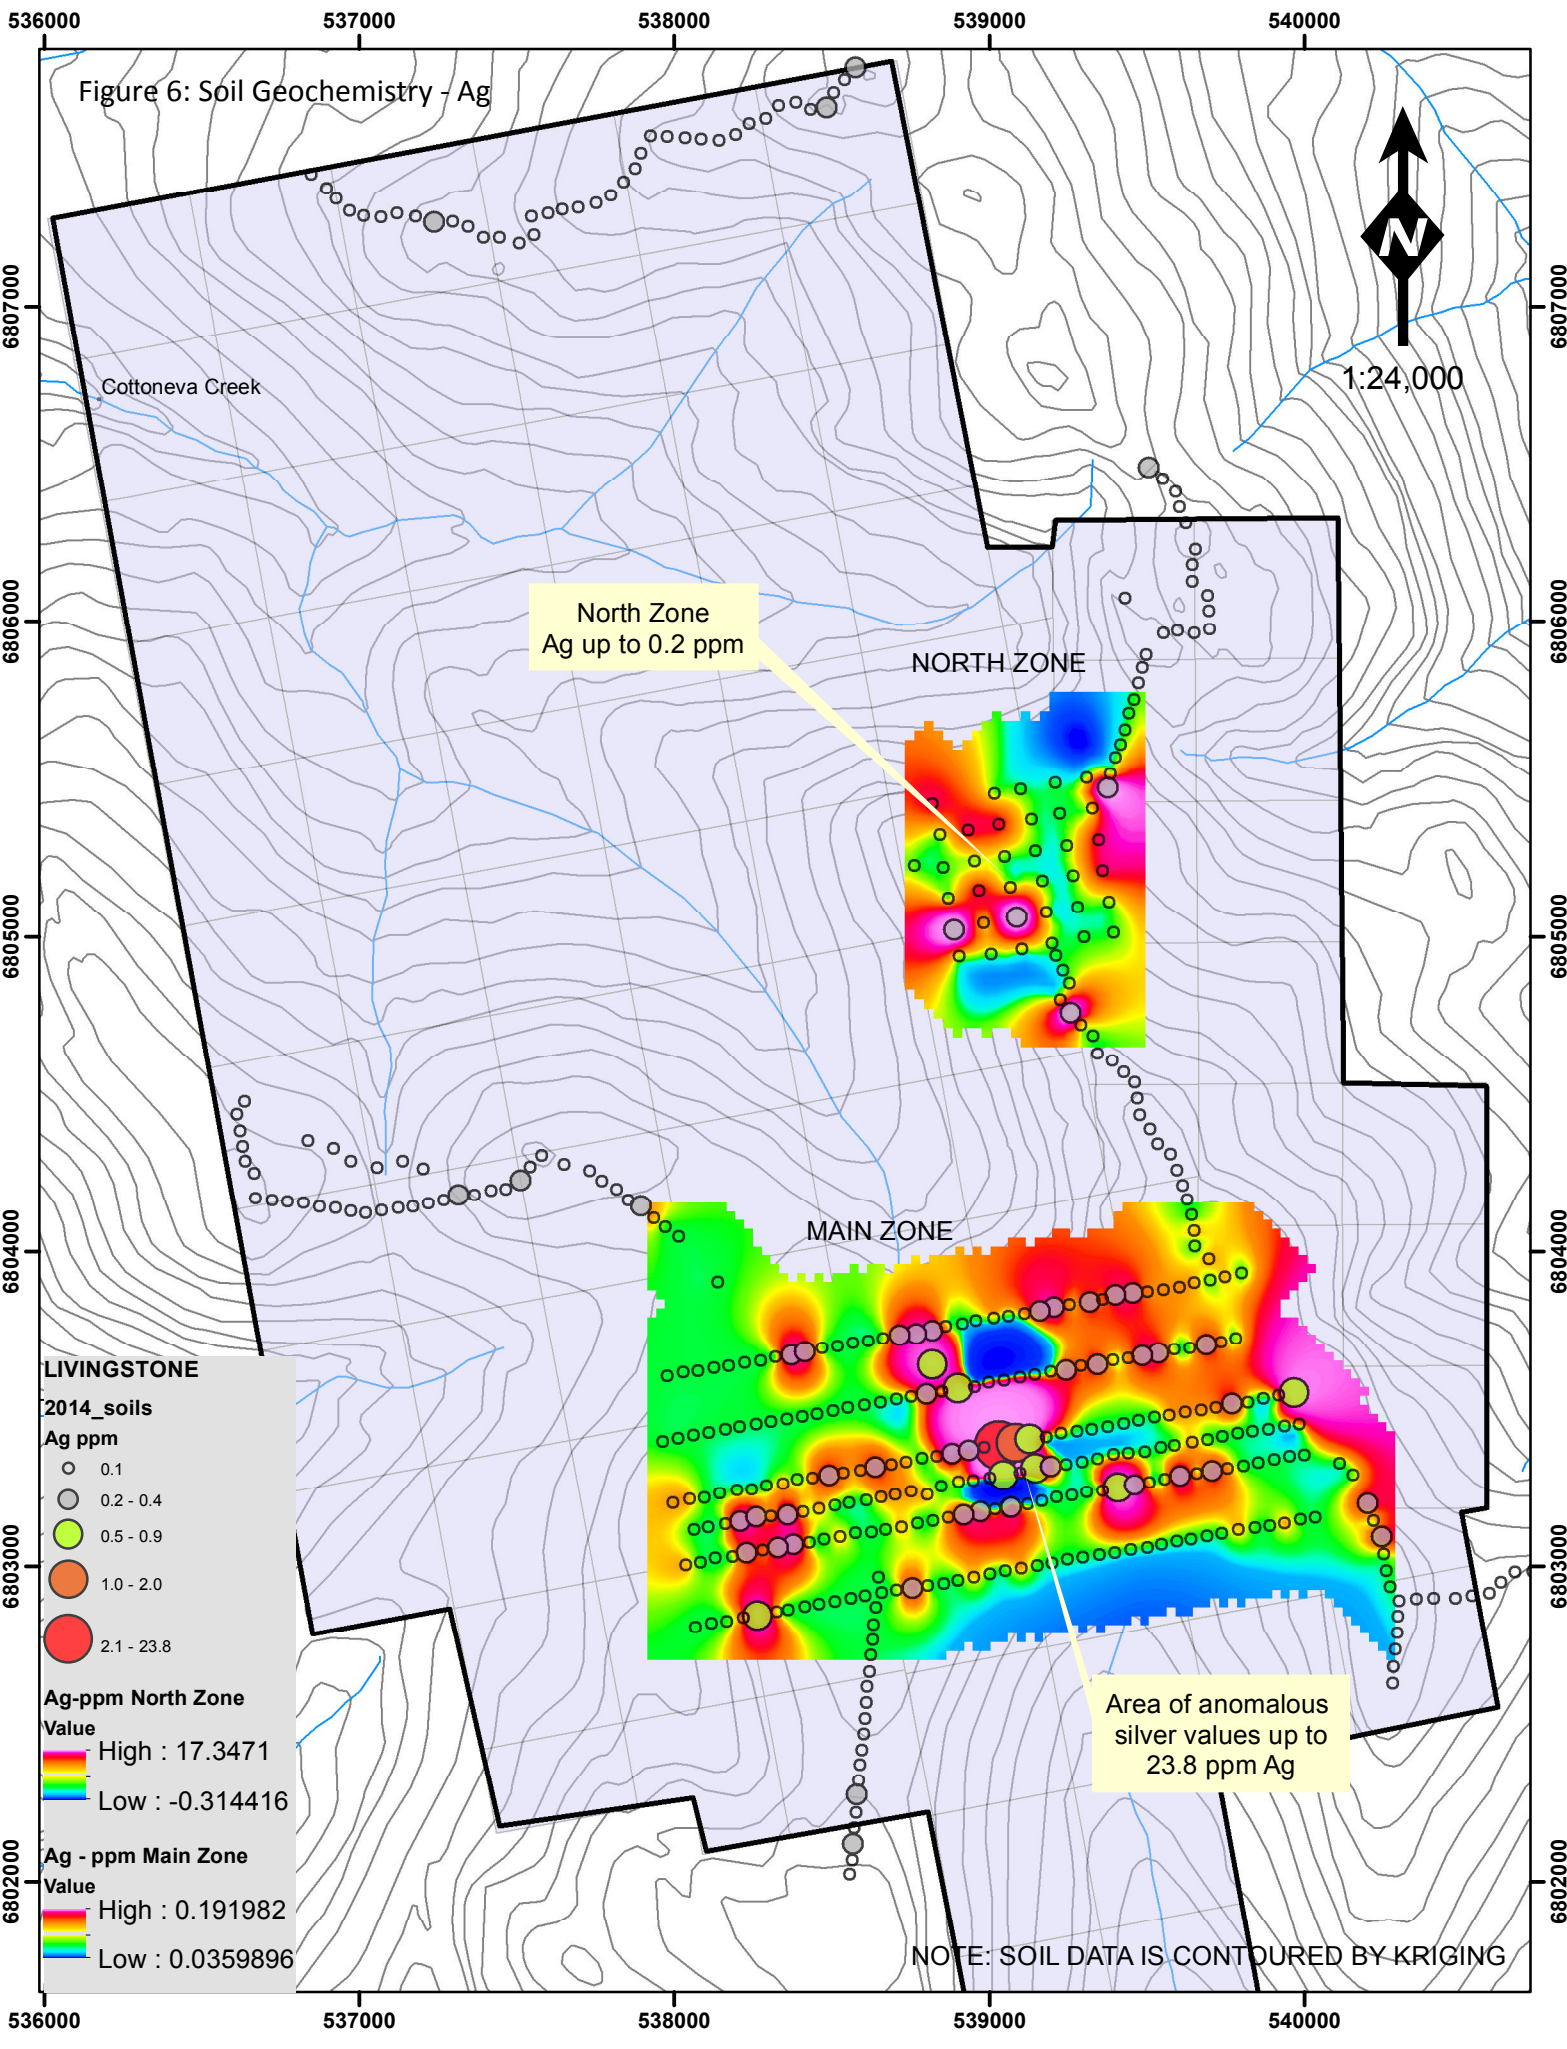 536000 537000 538000 539000 540000
Figure 6: Soil Geochemistry - Ag
N
1:24,000
6807000 6807000
Cottoneva Creek
6806000 6806000
North Zone
Ag up to 0.2 ppm
NORTH ZONE
6805000 6805000
6804000 6804000
MAIN ZONE
LIVINGSTONE
2014_soils
Ag ppm
0.1
0.2 - 0.4
0.5 - 0.9
1.0 - 2.0
2.1 - 23.8
6803000 6803000
Ag-ppm North Zone
Value
High : 17.3471
Low : -0.314416
Area of anomalous
silver values up to
23.8 ppm Ag
Ag - ppm Main Zone
Value
High : 0.191982
Low : 0.0359896
6802000 6802000
NOTE: SOIL DATA IS CONTOURED BY KRIGING
536000 537000 538000 539000 540000